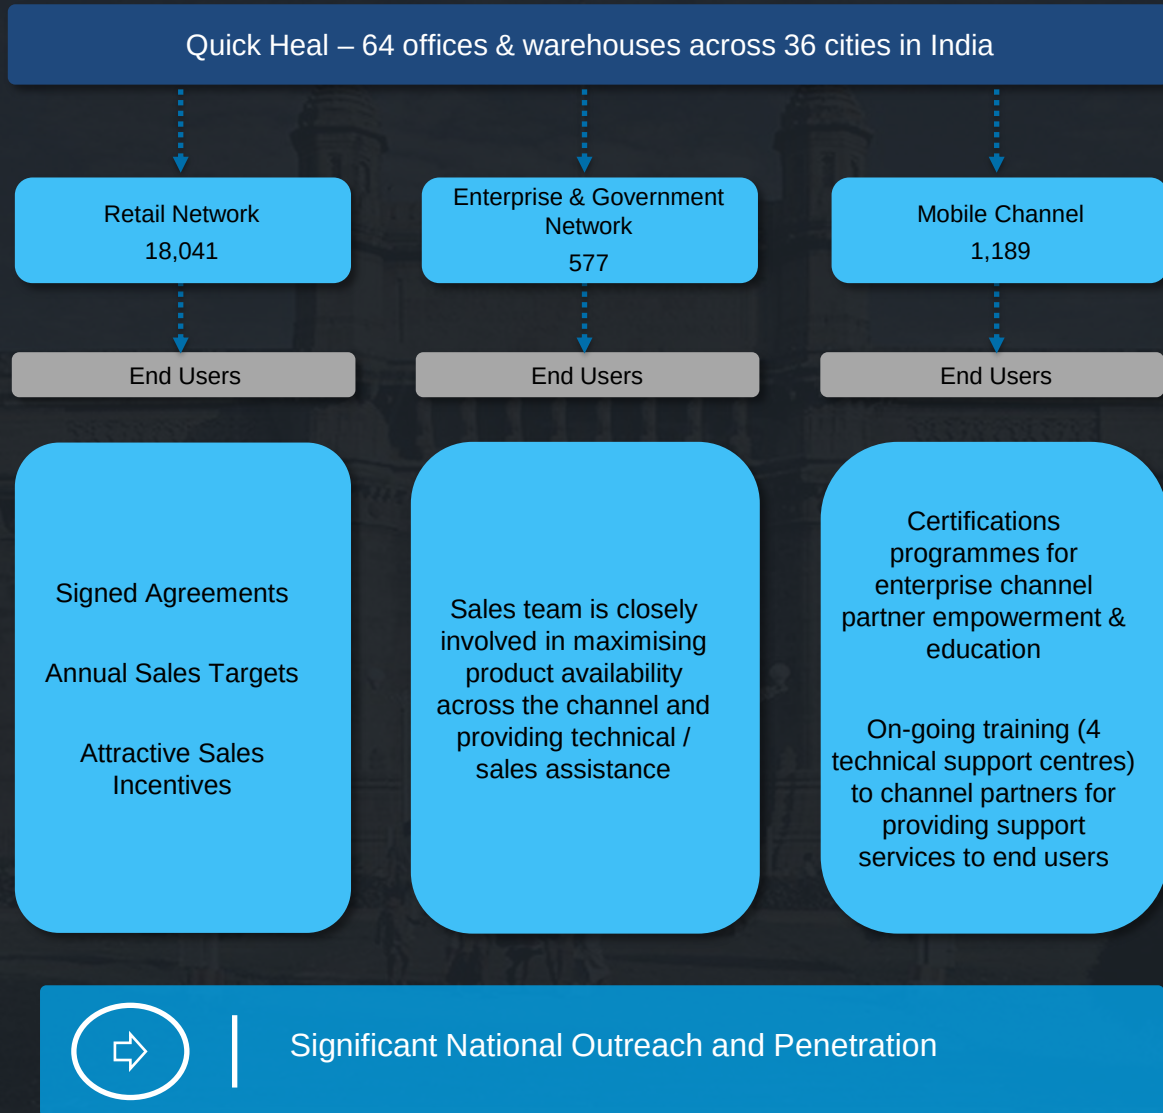 Quick Heal – 64 offices & warehouses across 36 cities in India
Retail Network
18,041
Enterprise & Government
Network
577
Mobile Channel
1,189
End Users
End Users
End Users
Signed Agreements
Annual Sales Targets
Attractive Sales
Incentives
Sales team is closely
involved in maximising
product availability
across the channel and
providing technical /
sales assistance
Certifications
programmes for
enterprise channel
partner empowerment &
education
On-going training (4
technical support centres)
to channel partners for
providing support
services to end users
Significant National Outreach and Penetration